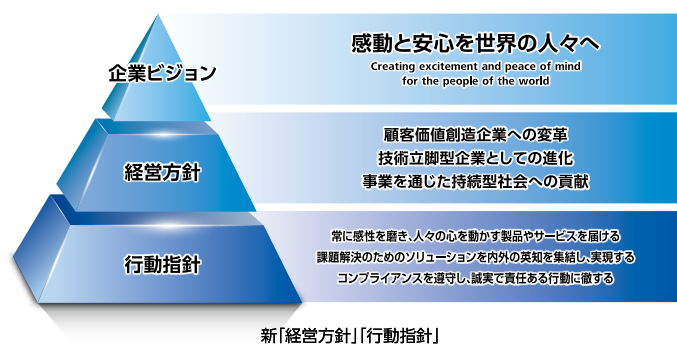 企業ビジョン
感動と安心を世界の人々へ
Creating excitement and peace of mind
for the people of the world
経営方針
顧客価値創造企業への変革
技術立脚型企業としての進化
事業を通じた持続型社会への貢献
行動指針
常に感性を磨き、人々の心を動かす製品やサービスを届ける
課題解決のためのソリューションを内外の英知を集結し、実現する
コンプライアンスを遵守し、誠実で責任ある行動に徹する
新「経営方針」「行動指針」